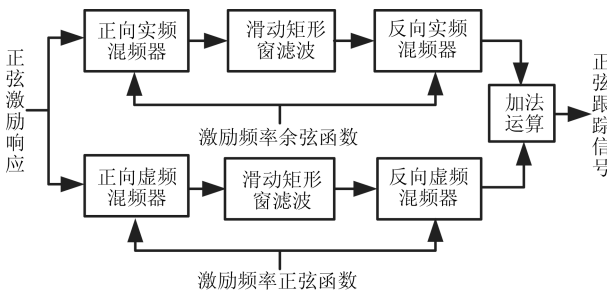 正弦激励响应
正向实频
混频器
滑动矩形
窗滤波
反向实频
混频器
激励频率余弦函数
加法
运算
正弦跟踪信号
正向虚频
混频器
滑动矩形
窗滤波
反向虚频
混频器
激励频率正弦函数